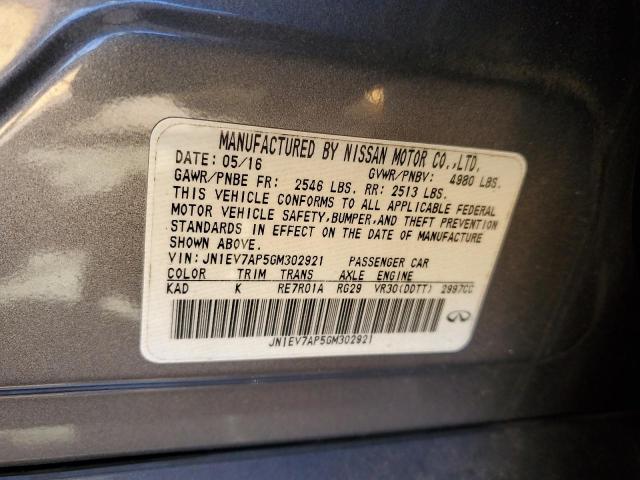 MANUFACTURED BY NISSAN MOTOR CO.,LTD.
DATE: 05/16 GVWR/PNBV: 4980 LBS.
GAWR/PNBE FR: 2546 LBS. RR: 2513 LBS.
THIS VEHICLE CONFORMS TO ALL APPLICABLE FEDERAL
MOTOR VEHICLE SAFETY,BUMPER,AND THEFT PREVENTION
STANDARDS IN EFFECT ON THE DATE OF MANUFACTURE
SHOWN ABOVE.
VIN: JN1EV7AP5GM302921 PASSENGER CAR
COLOR TRIM TRANS AXLE ENGINE
KAD K RE7R01A RG29 VR30(DDTT) 2997CC
JN1EV7AP5GM302921